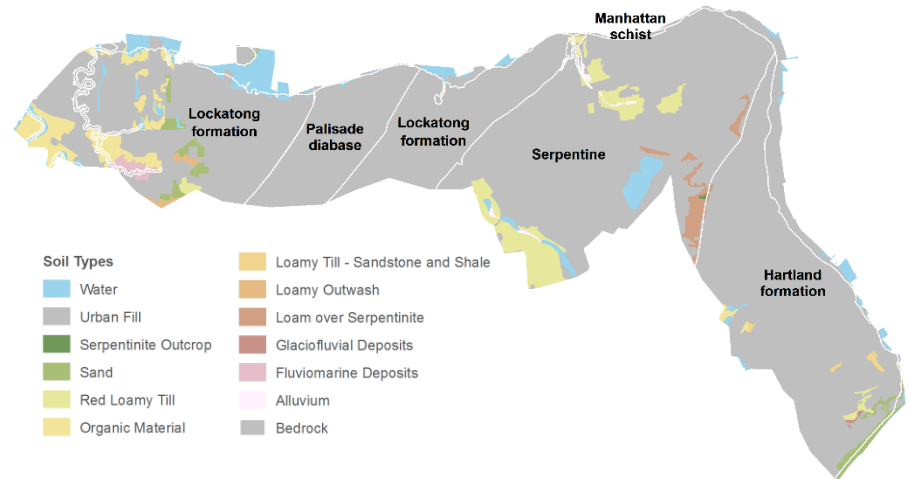 Manhattan
schist
Lockatong
formation
Palisade
diabase
Lockatong
formation
Serpentine
Hartland
formation
Soil Types
Water
Urban Fill
Serpentinite Outcrop
Sand
Red Loamy Till
Organic Material
Loamy Till - Sandstone and Shale
Loamy Outwash
Loam over Serpentinite
Glaciofluvial Deposits
Fluviomarine Deposits
Alluvium
Bedrock